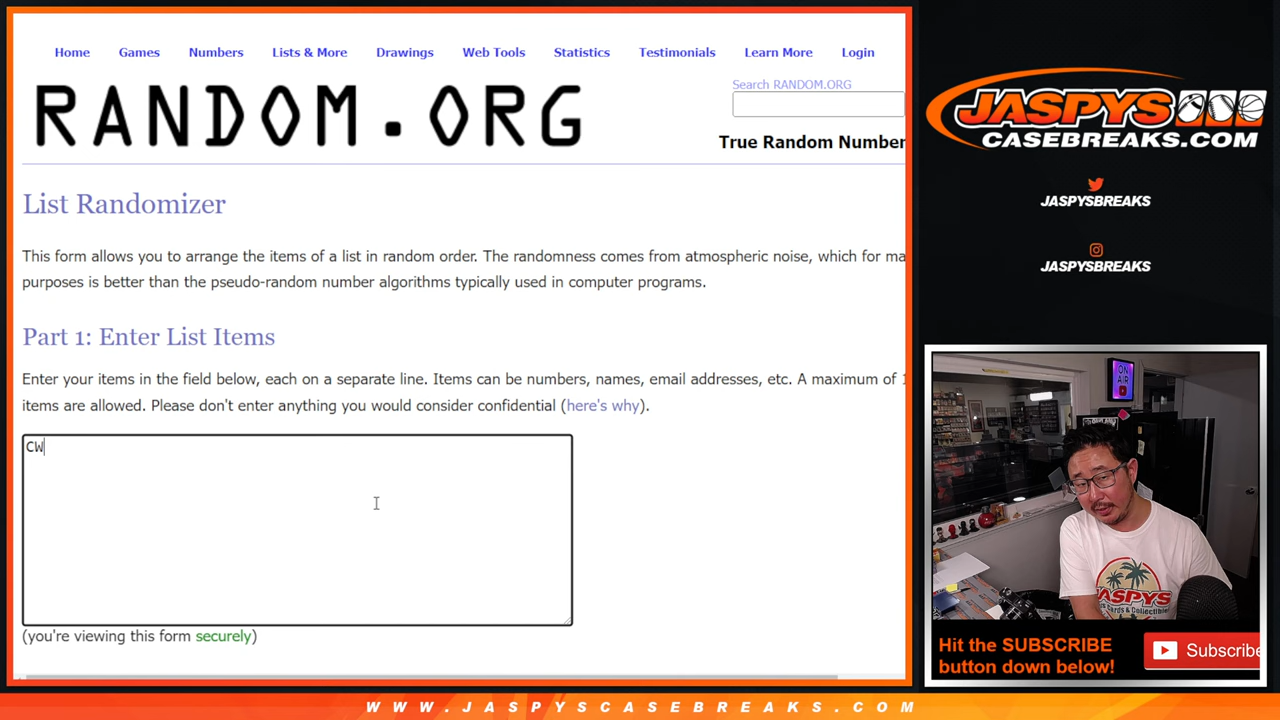 Home Games Numbers Lists & More Drawings Web Tools Statistics Testimonials Learn More Login
RANDOM.ORG
Search RANDOM.ORG
True Random Number
List Randomizer
This form allows you to arrange the items of a list in random order. The randomness comes from atmospheric noise, which for ma
purposes is better than the pseudo-random number algorithms typically used in computer programs.
Part 1: Enter List Items
Enter your items in the field below, each on a separate line. Items can be numbers, names, email addresses, etc. A maximum of 1
items are allowed. Please don't enter anything you would consider confidential (here's why).
CW
(you're viewing this form securely)
JASPYS
CASEBREAKS.COM
JASPYSBREAKS
JASPYSBREAKS
ON
AIR
JASPYS
Hit the SUBSCRIBE
button down below!
Subscribe
WWW.JASPYSCASEBREAKS.COM